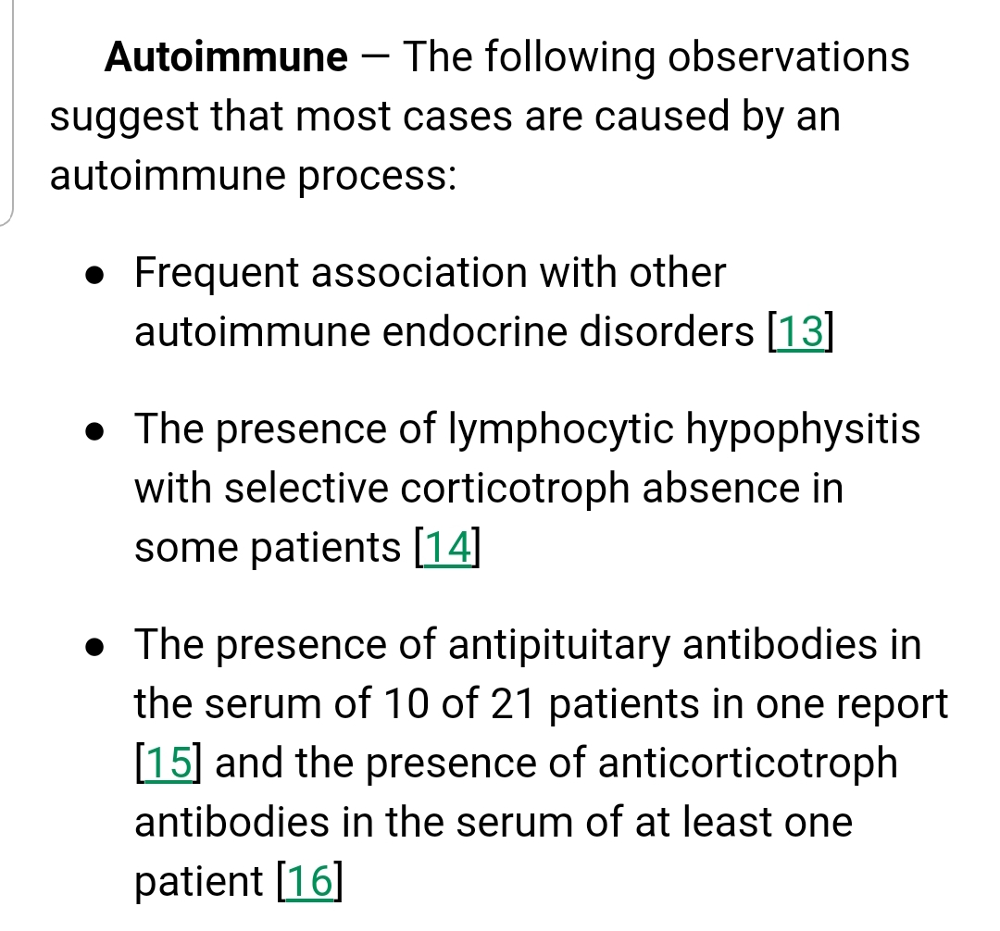 Autoimmune — The following observations
suggest that most cases are caused by an
autoimmune process:
● Frequent association with other
autoimmune endocrine disorders [13]
● The presence of lymphocytic hypophysitis
with selective corticotroph absence in
some patients [14]
● The presence of antipituitary antibodies in
the serum of 10 of 21 patients in one report
[15] and the presence of anticorticotroph
antibodies in the serum of at least one
patient [16]